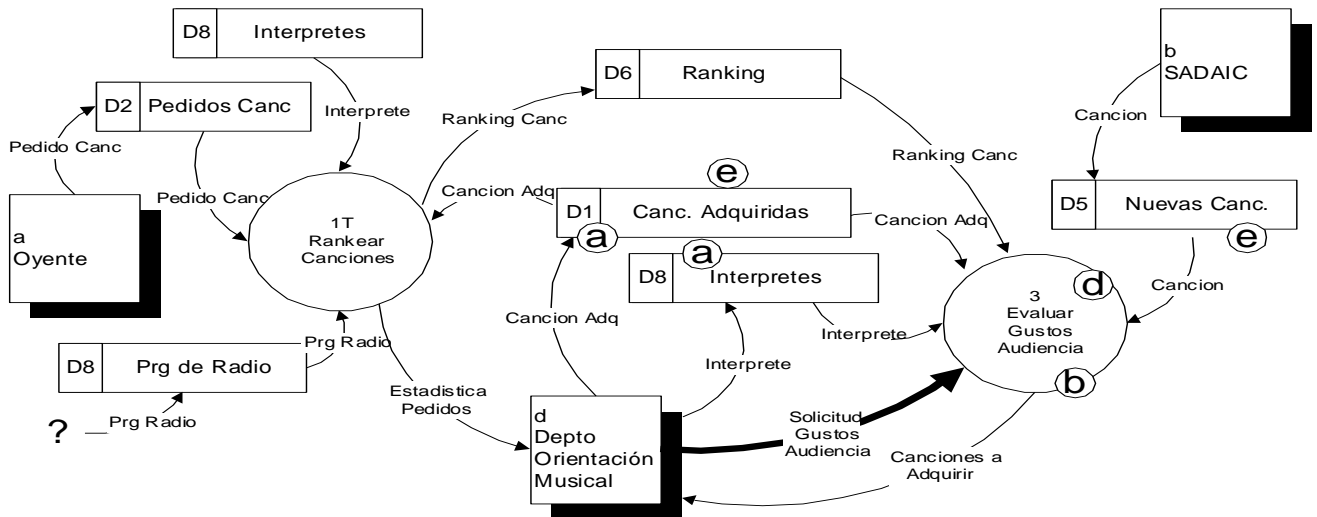 D8 Interpretes
D2 Pedidos Canc
Interprete
Pedido Canc
Pedido Canc
a
Oyente
1T
Rankear
Canciones
D6 Ranking
Ranking Canc
Ranking Canc
b
SADAIC
Cancion
D5 Nuevas Canc.
e
Cancion
e
Cancion Adq
D1 Canc. Adquiridas
a
Cancion Adq
a
D8 Interpretes
Cancion Adq
Interprete
Interprete
d
3
Evaluar
Gustos
Audiencia
b
Prg Radio
D8 Prg de Radio
? Prg Radio
Estadistica
Pedidos
d
Depto
Orientación
Musical
Solicitud
Gustos
Audiencia
Canciones a
Adquirir